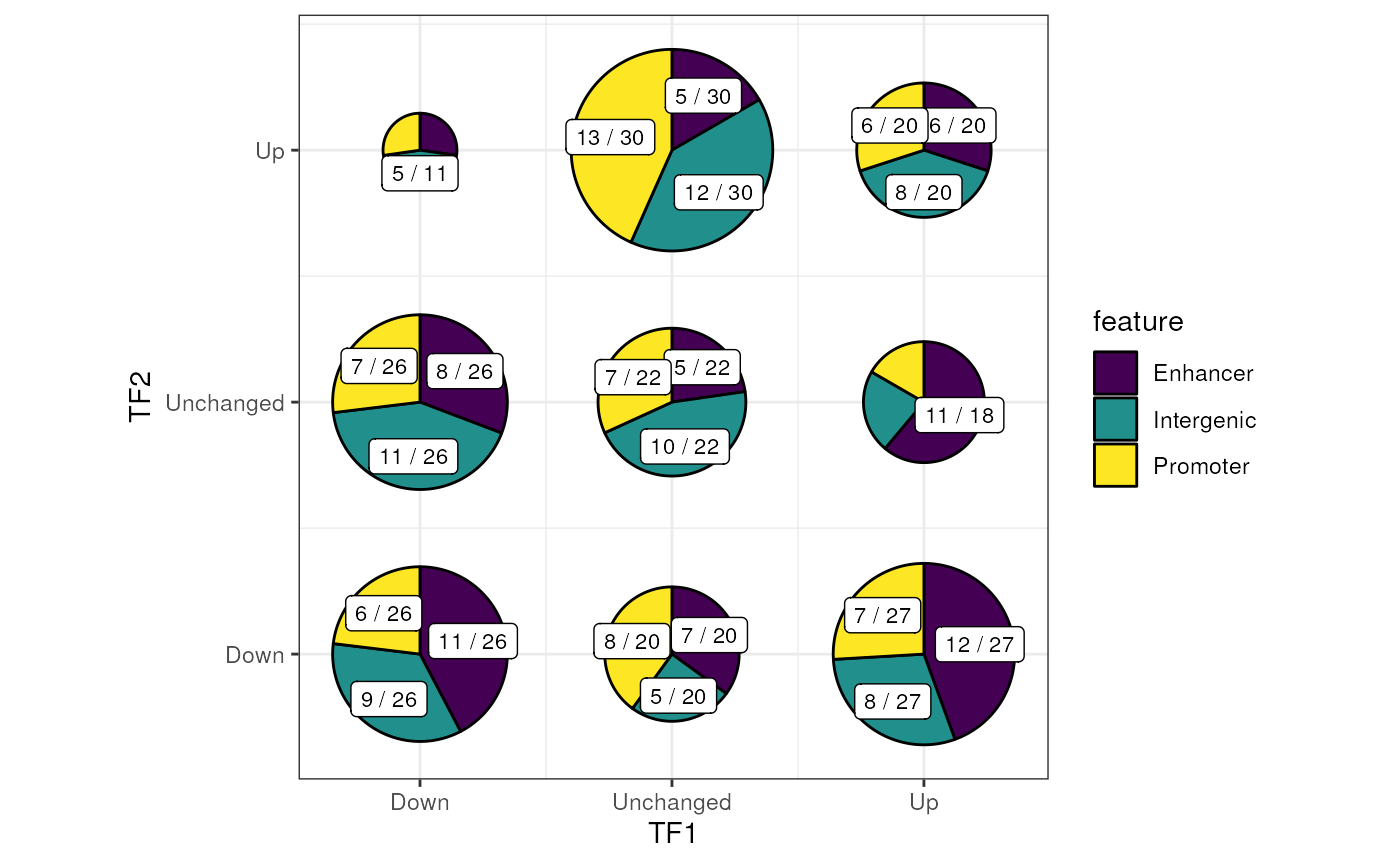 TF2
Up
Unchanged
Down
5 / 11
5 / 30
13 / 30
12 / 30
6 / 20
6 / 20
8 / 20
7 / 26
8 / 26
11 / 26
7 / 22
5 / 22
10 / 22
11 / 18
6 / 26
11 / 26
9 / 26
8 / 20
7 / 20
5 / 20
7 / 27
12 / 27
8 / 27
Down
Unchanged
Up
TF1
feature
Enhancer
Intergenic
Promoter